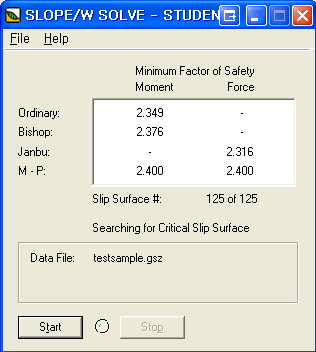 SLOPE/W SOLVE - STUDEN
File Help
Minimum Factor of Safety
Moment Force
Ordinary: 2.349 -
Bishop: 2.376 -
Janbu: - 2.316
M - P: 2.400 2.400
Slip Surface #: 125 of 125
Searching for Critical Slip Surface
Data File: testsample.gsz
Start Stop